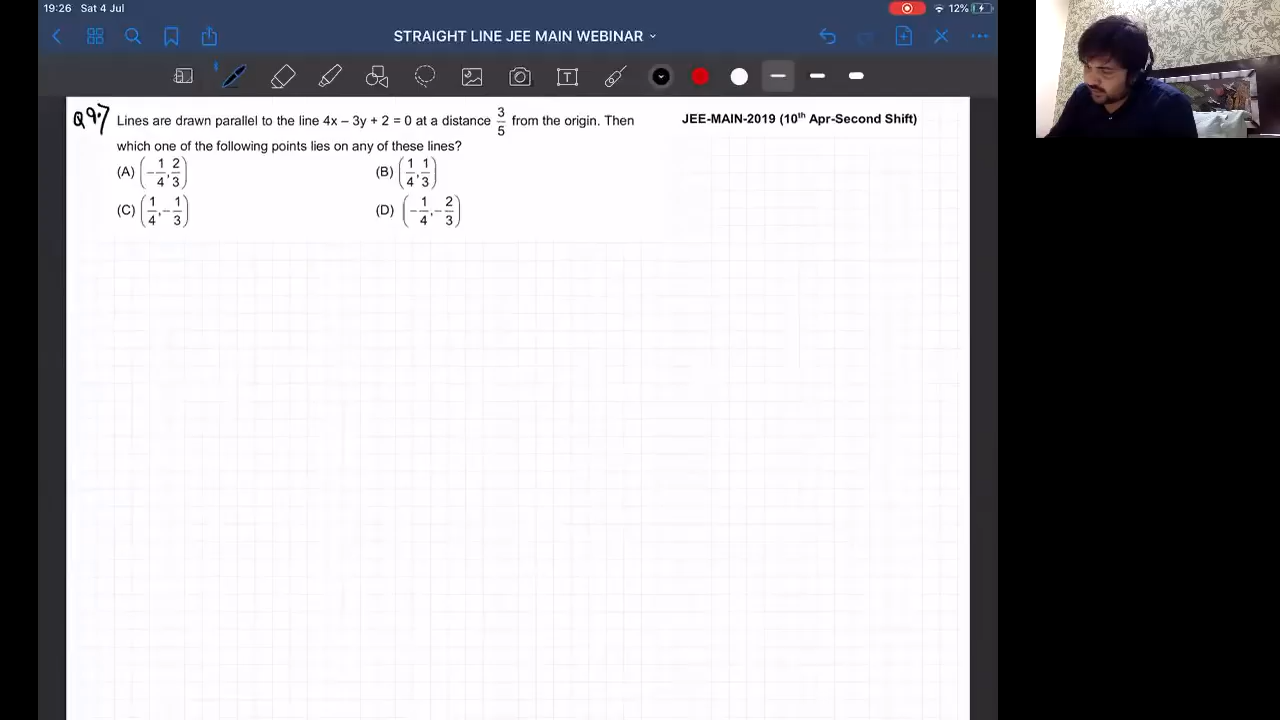 19:26 Sat 4 Jul
12%
STRAIGHT LINE JEE MAIN WEBINAR
Q9.7 Lines are drawn parallel to the line 4x – 3y + 2 = 0 at a distance 3/5 from the origin. Then
JEE-MAIN-2019 (10th Apr-Second Shift)
which one of the following points lies on any of these lines?
(A) (-1/4, 2/3) (B) (1/4, 1/3)
(C) (1/4, -1/3) (D) (-1/4, -2/3)